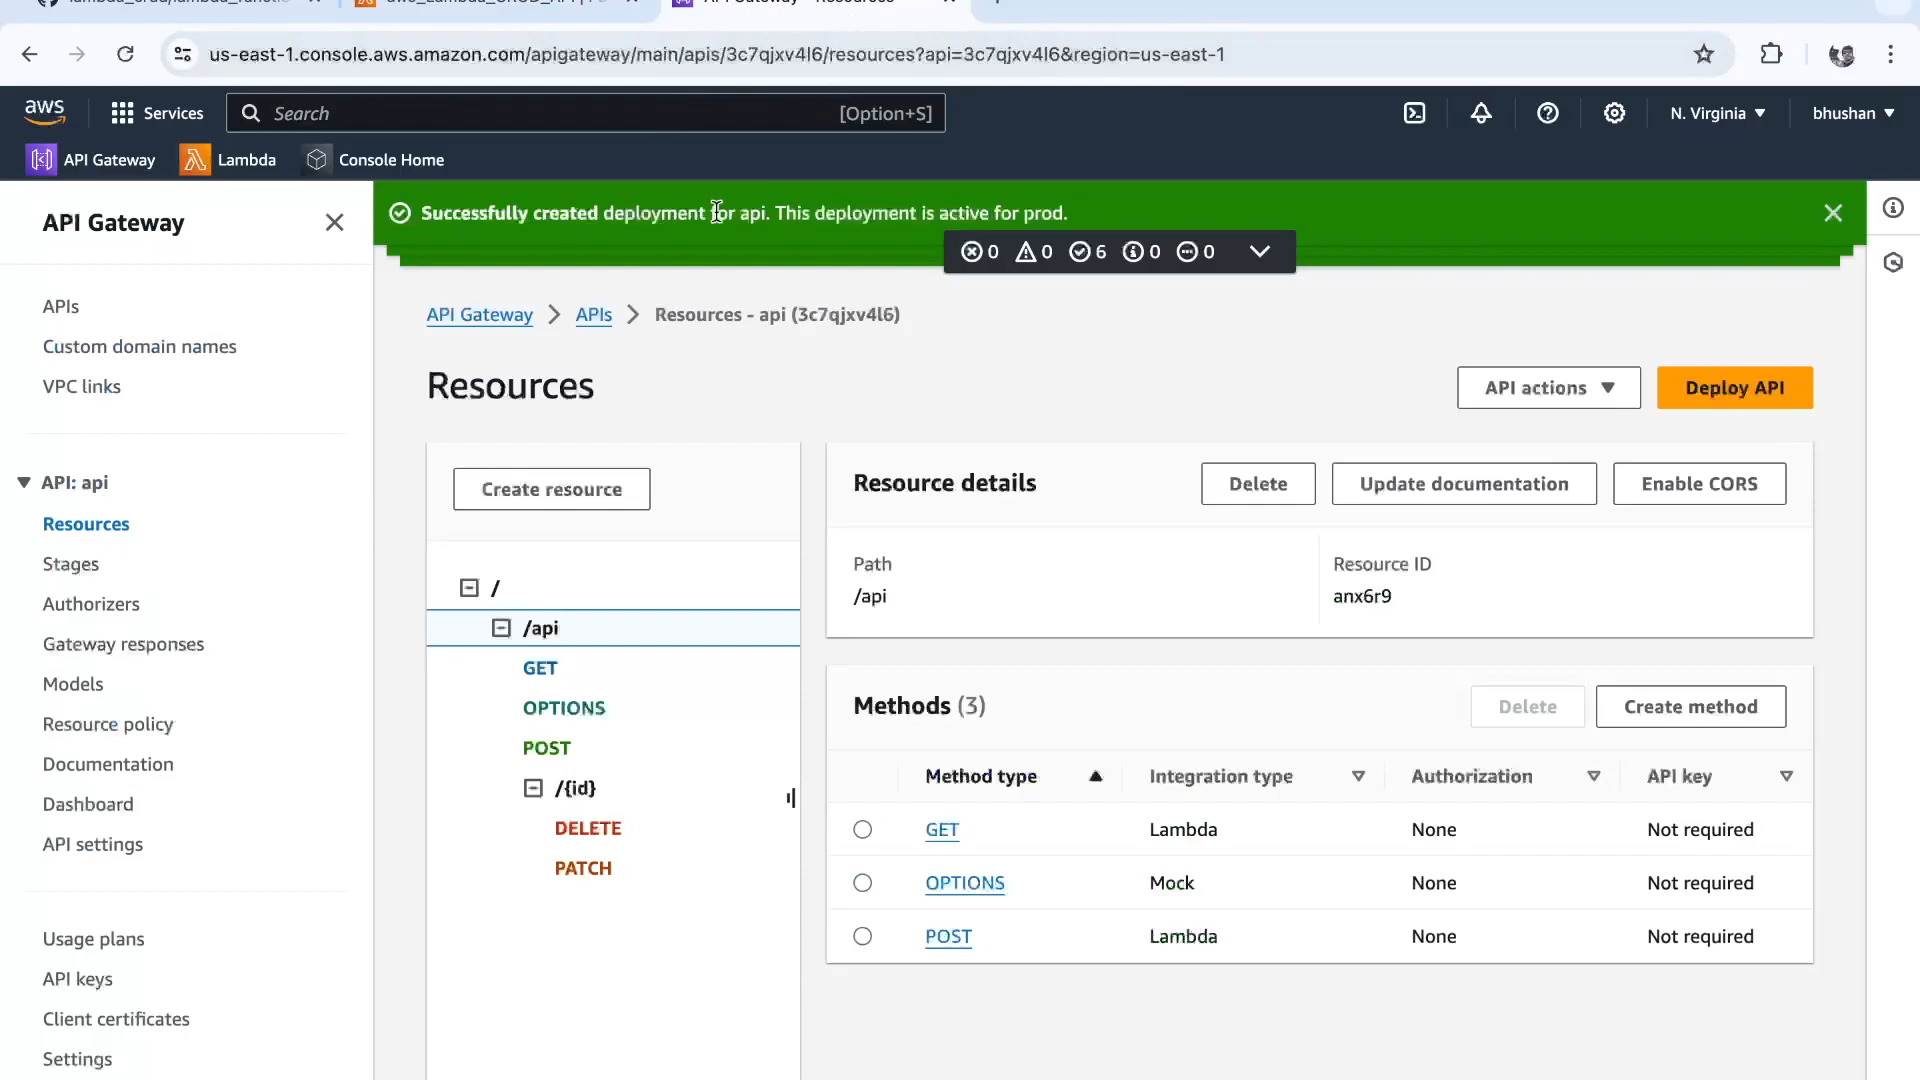 us-east-1.console.aws.amazon.com/apigateway/main/apis/3c7qjxv4l6/resources?api=3c7qjxv4l6&region=us-east-1
aws
Services
Search
[Option+S]
N. Virginia
bhushan
API Gateway
Lambda
Console Home
API Gateway
APIs
Custom domain names
VPC links
API: api
Resources
Stages
Authorizers
Gateway responses
Models
Resource policy
Documentation
Dashboard
API settings
Usage plans
API keys
Client certificates
Settings
Successfully created deployment for api. This deployment is active for prod.
0 0 6 0 0
API Gateway
APIs
Resources - api (3c7qjxv4l6)
Resources
API actions
Deploy API
Create resource
/
/api
GET
OPTIONS
POST
/{id}
DELETE
PATCH
Resource details
Delete
Update documentation
Enable CORS
Path
/api
Resource ID
anx6r9
Methods (3)
Delete
Create method
Method type Integration type Authorization API key
GET Lambda None Not required
OPTIONS Mock None Not required
POST Lambda None Not required